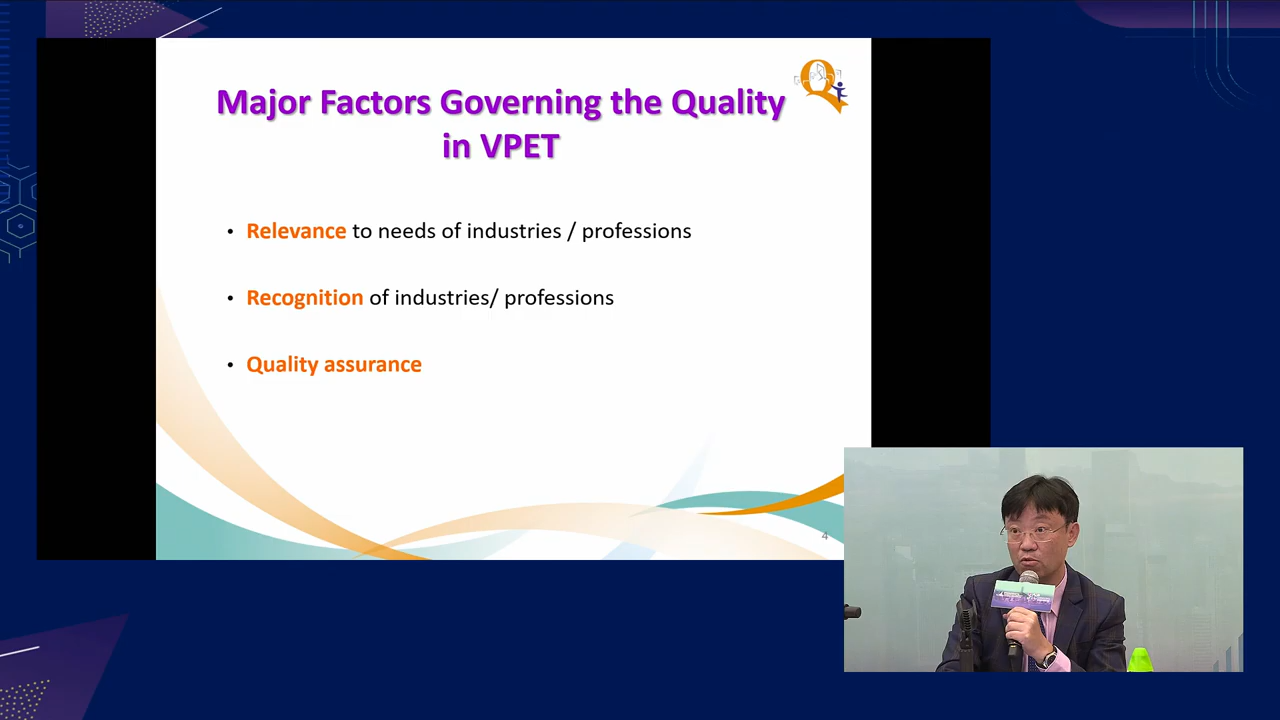 Major Factors Governing the Quality
in VPET
• Relevance to needs of industries / professions
• Recognition of industries/ professions
• Quality assurance
4